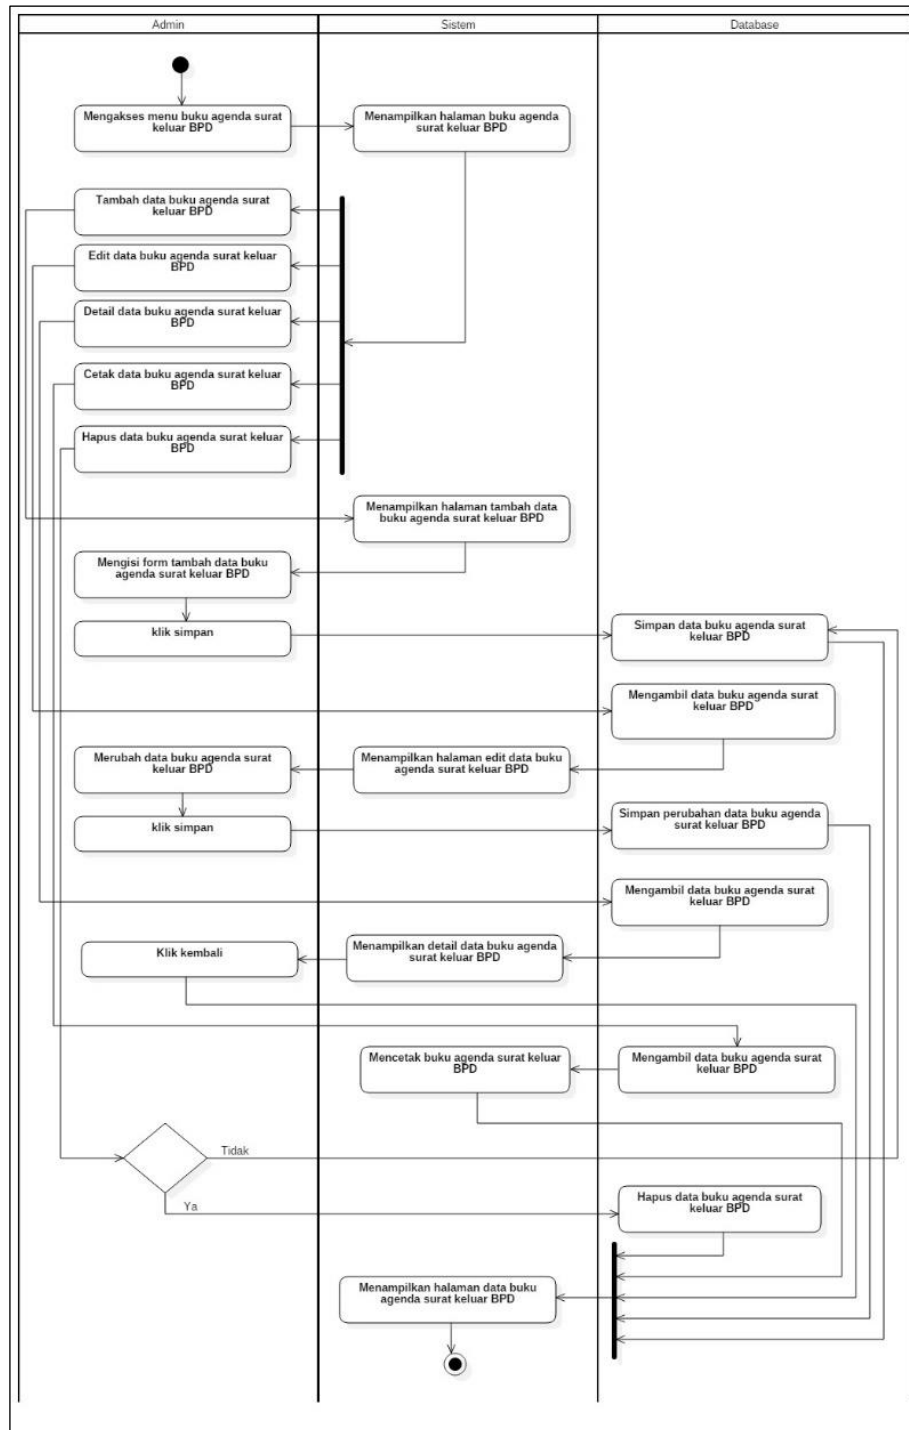 Admin
Sistem
Database
Mengakses menu buku agenda surat
keluar BPD
Menampilkan halaman buku agenda
surat keluar BPD
Tambah data buku agenda surat
keluar BPD
Edit data buku agenda surat keluar
BPD
Detail data buku agenda surat keluar
BPD
Cetak data buku agenda surat keluar
BPD
Hapus data buku agenda surat keluar
BPD
Menampilkan halaman tambah data
buku agenda surat keluar BPD
Mengisi form tambah data buku
agenda surat keluar BPD
klik simpan
Simpan data buku agenda surat
keluar BPD
Mengambil data buku agenda surat
keluar BPD
Merubah data buku agenda surat
keluar BPD
Menampilkan halaman edit data buku
agenda surat keluar BPD
klik simpan
Simpan perubahan data buku agenda
surat keluar BPD
Mengambil data buku agenda surat
keluar BPD
Klik kembali
Menampilkan detail data buku agenda
surat keluar BPD
Mencetak buku agenda surat keluar
BPD
Mengambil data buku agenda surat
keluar BPD
Tidak
Ya
Hapus data buku agenda surat
keluar BPD
Menampilkan halaman data buku
agenda surat keluar BPD